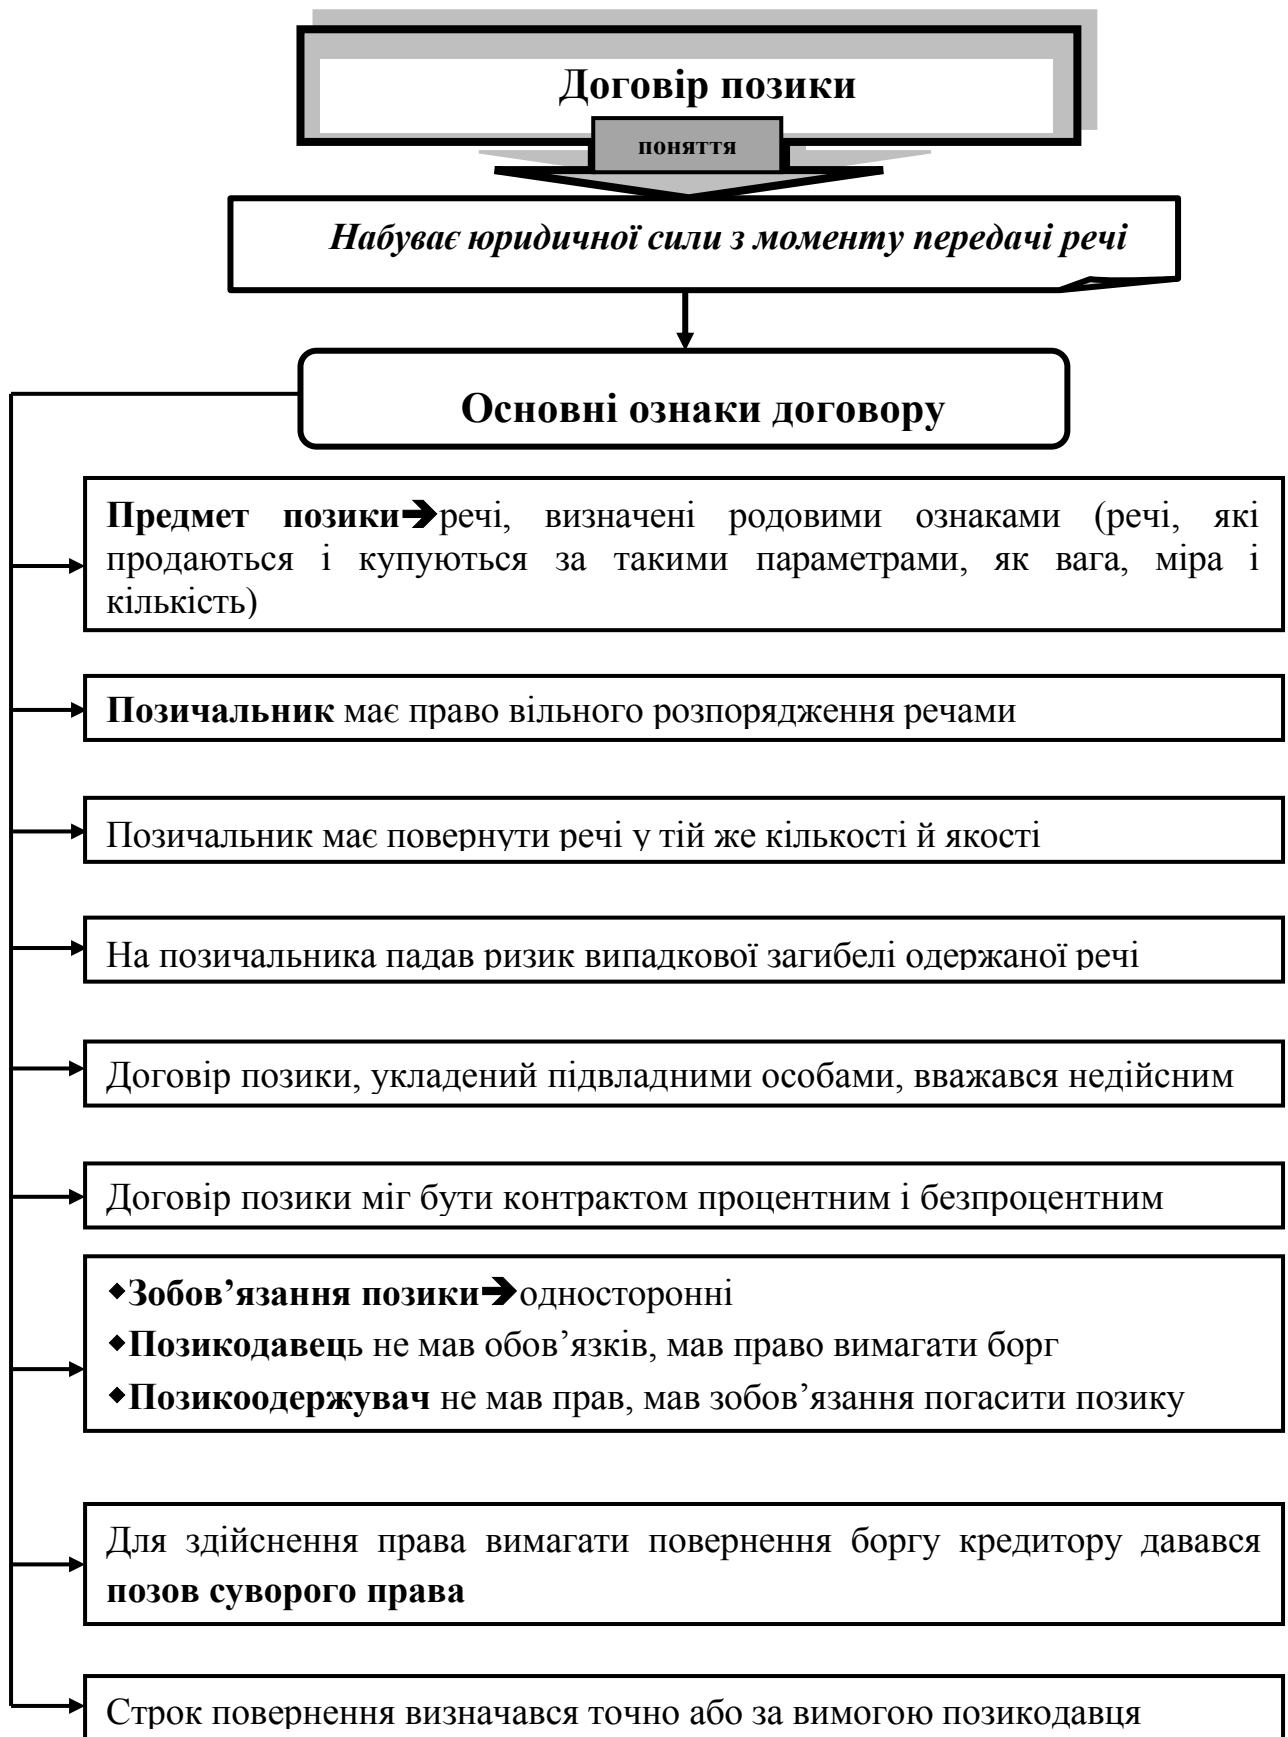 Договір позики
поняття
Набуває юридичної сили з моменту передачі речі
Основні ознаки договору
Предмет позики➔речі, визначені родовими ознаками (речі, які
продаються і купуються за такими параметрами, як вага, міра і
кількість)
Позичальник має право вільного розпорядження речами
Позичальник має повернути речі у тій же кількості й якості
На позичальника падав ризик випадкової загибелі одержаної речі
Договір позики, укладений підвладними особами, вважався недійсним
Договір позики міг бути контрактом процентним і безпроцентним
◆Зобов’язання позики➔односторонні
◆Позикодавець не мав обов’язків, мав право вимагати борг
◆Позикоодержувач не мав прав, мав зобов’язання погасити позику
Для здійснення права вимагати повернення боргу кредитору давався
позов суворого права
Строк повернення визначався точно або за вимогою позикодавця